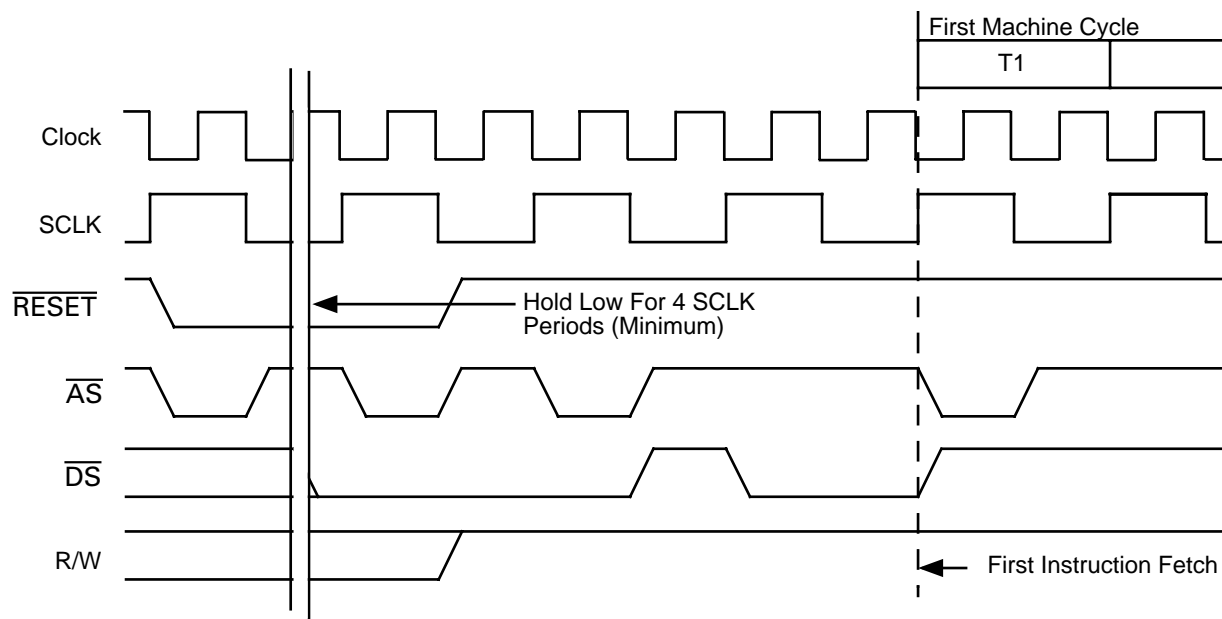 First Machine Cycle
T1
Clock
SCLK
RESET
Hold Low For 4 SCLK
Periods (Minimum)
AS
DS
R/W
First Instruction Fetch